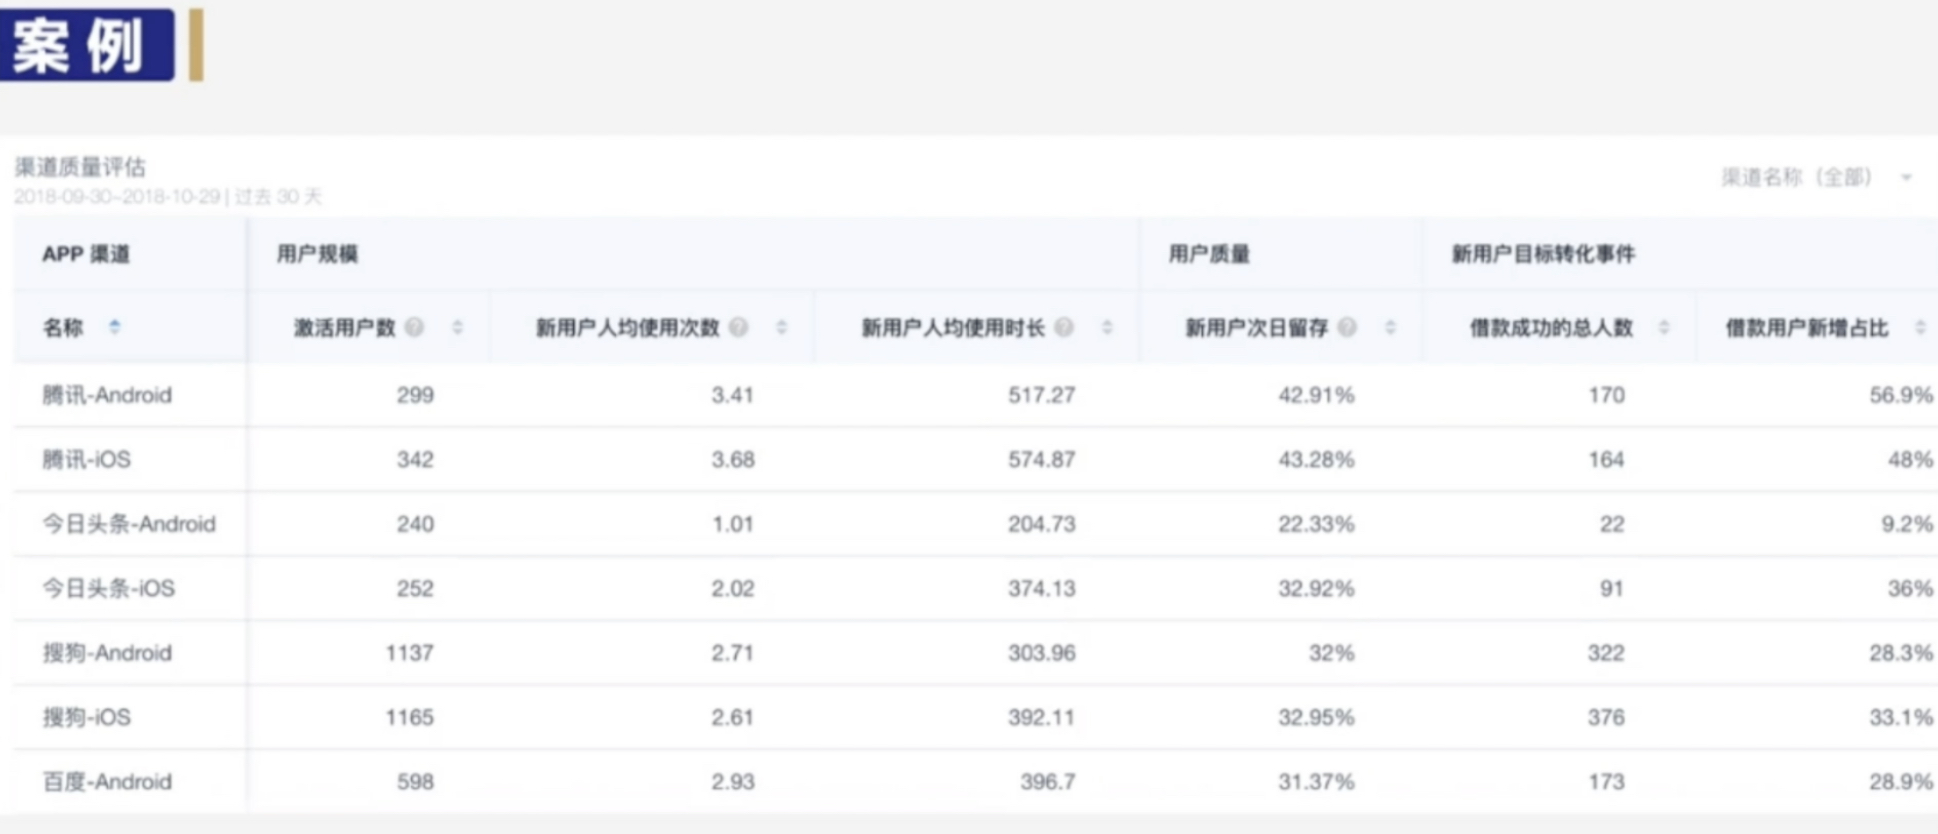 案例
渠道质量评估
2018-09-30~2018-10-29 | 过去 30 天
渠道名称（全部）
APP 渠道 用户规模 用户质量 新用户目标转化事件
名称 激活用户数 新用户人均使用次数 新用户人均使用时长 新用户次日留存 借款成功的总人数 借款用户新增占比
腾讯-Android 299 3.41 517.27 42.91% 170 56.9%
腾讯-iOS 342 3.68 574.87 43.28% 164 48%
今日头条-Android 240 1.01 204.73 22.33% 22 9.2%
今日头条-iOS 252 2.02 374.13 32.92% 91 36%
搜狗-Android 1137 2.71 303.96 32% 322 28.3%
搜狗-iOS 1165 2.61 392.11 32.95% 376 33.1%
百度-Android 598 2.93 396.7 31.37% 173 28.9%